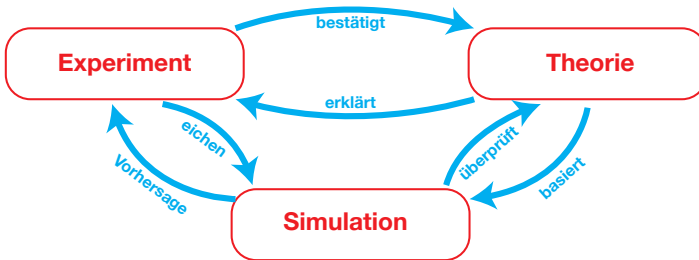 bestätigt
Experiment
Theorie
erklärt
eichen
Vorhersage
überprüft
basiert
Simulation